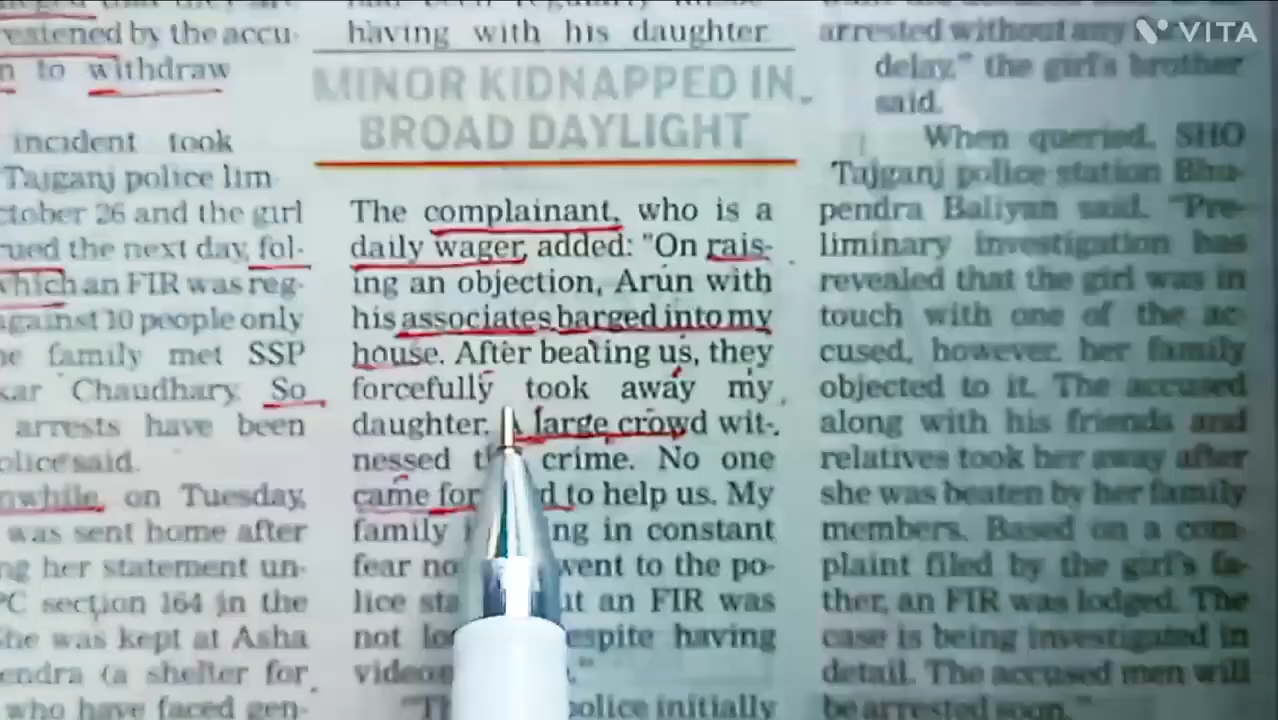 eatened by the accu-
to withdraw
incident took
Tajganj police lim-
26 and the girl
the next day, fol-
which an FIR was reg-
against 10 people only
family met SSP
Chaudhary. So
arrests have been
said.
on Tuesday,
was sent home after
her statement un-
section 164 in the
she was kept at Asha
(a shelter for
who have faced gen-
having with his daughter
MINOR KIDNAPPED IN
BROAD DAYLIGHT
The complainant, who is a
daily wager, added: "On rais-
ing an objection, Arun with
his associates barged into my
house. After beating us, they
forcefully took away my
daughter. A large crowd wit-
nessed crime. No one
came to help us. My
family in constant
fear went to the po-
lice an FIR was
not having
police initially
arrested without any
delay," the girl's brother
said.
When queried, SHO
Tajganj police station Bhu-
pendra Baliyan said, "Pre-
liminary investigation has
revealed that the girl was in
touch with one of the ac-
cused, however, her family
objected to it. The accused
along with his friends and
relatives took her away after
she was beaten by her family
members. Based on a com-
plaint filed by the girl's fa-
ther, an FIR was lodged. The
case is being investigated in
detail. The accused men will
be arrested soon."
VITA